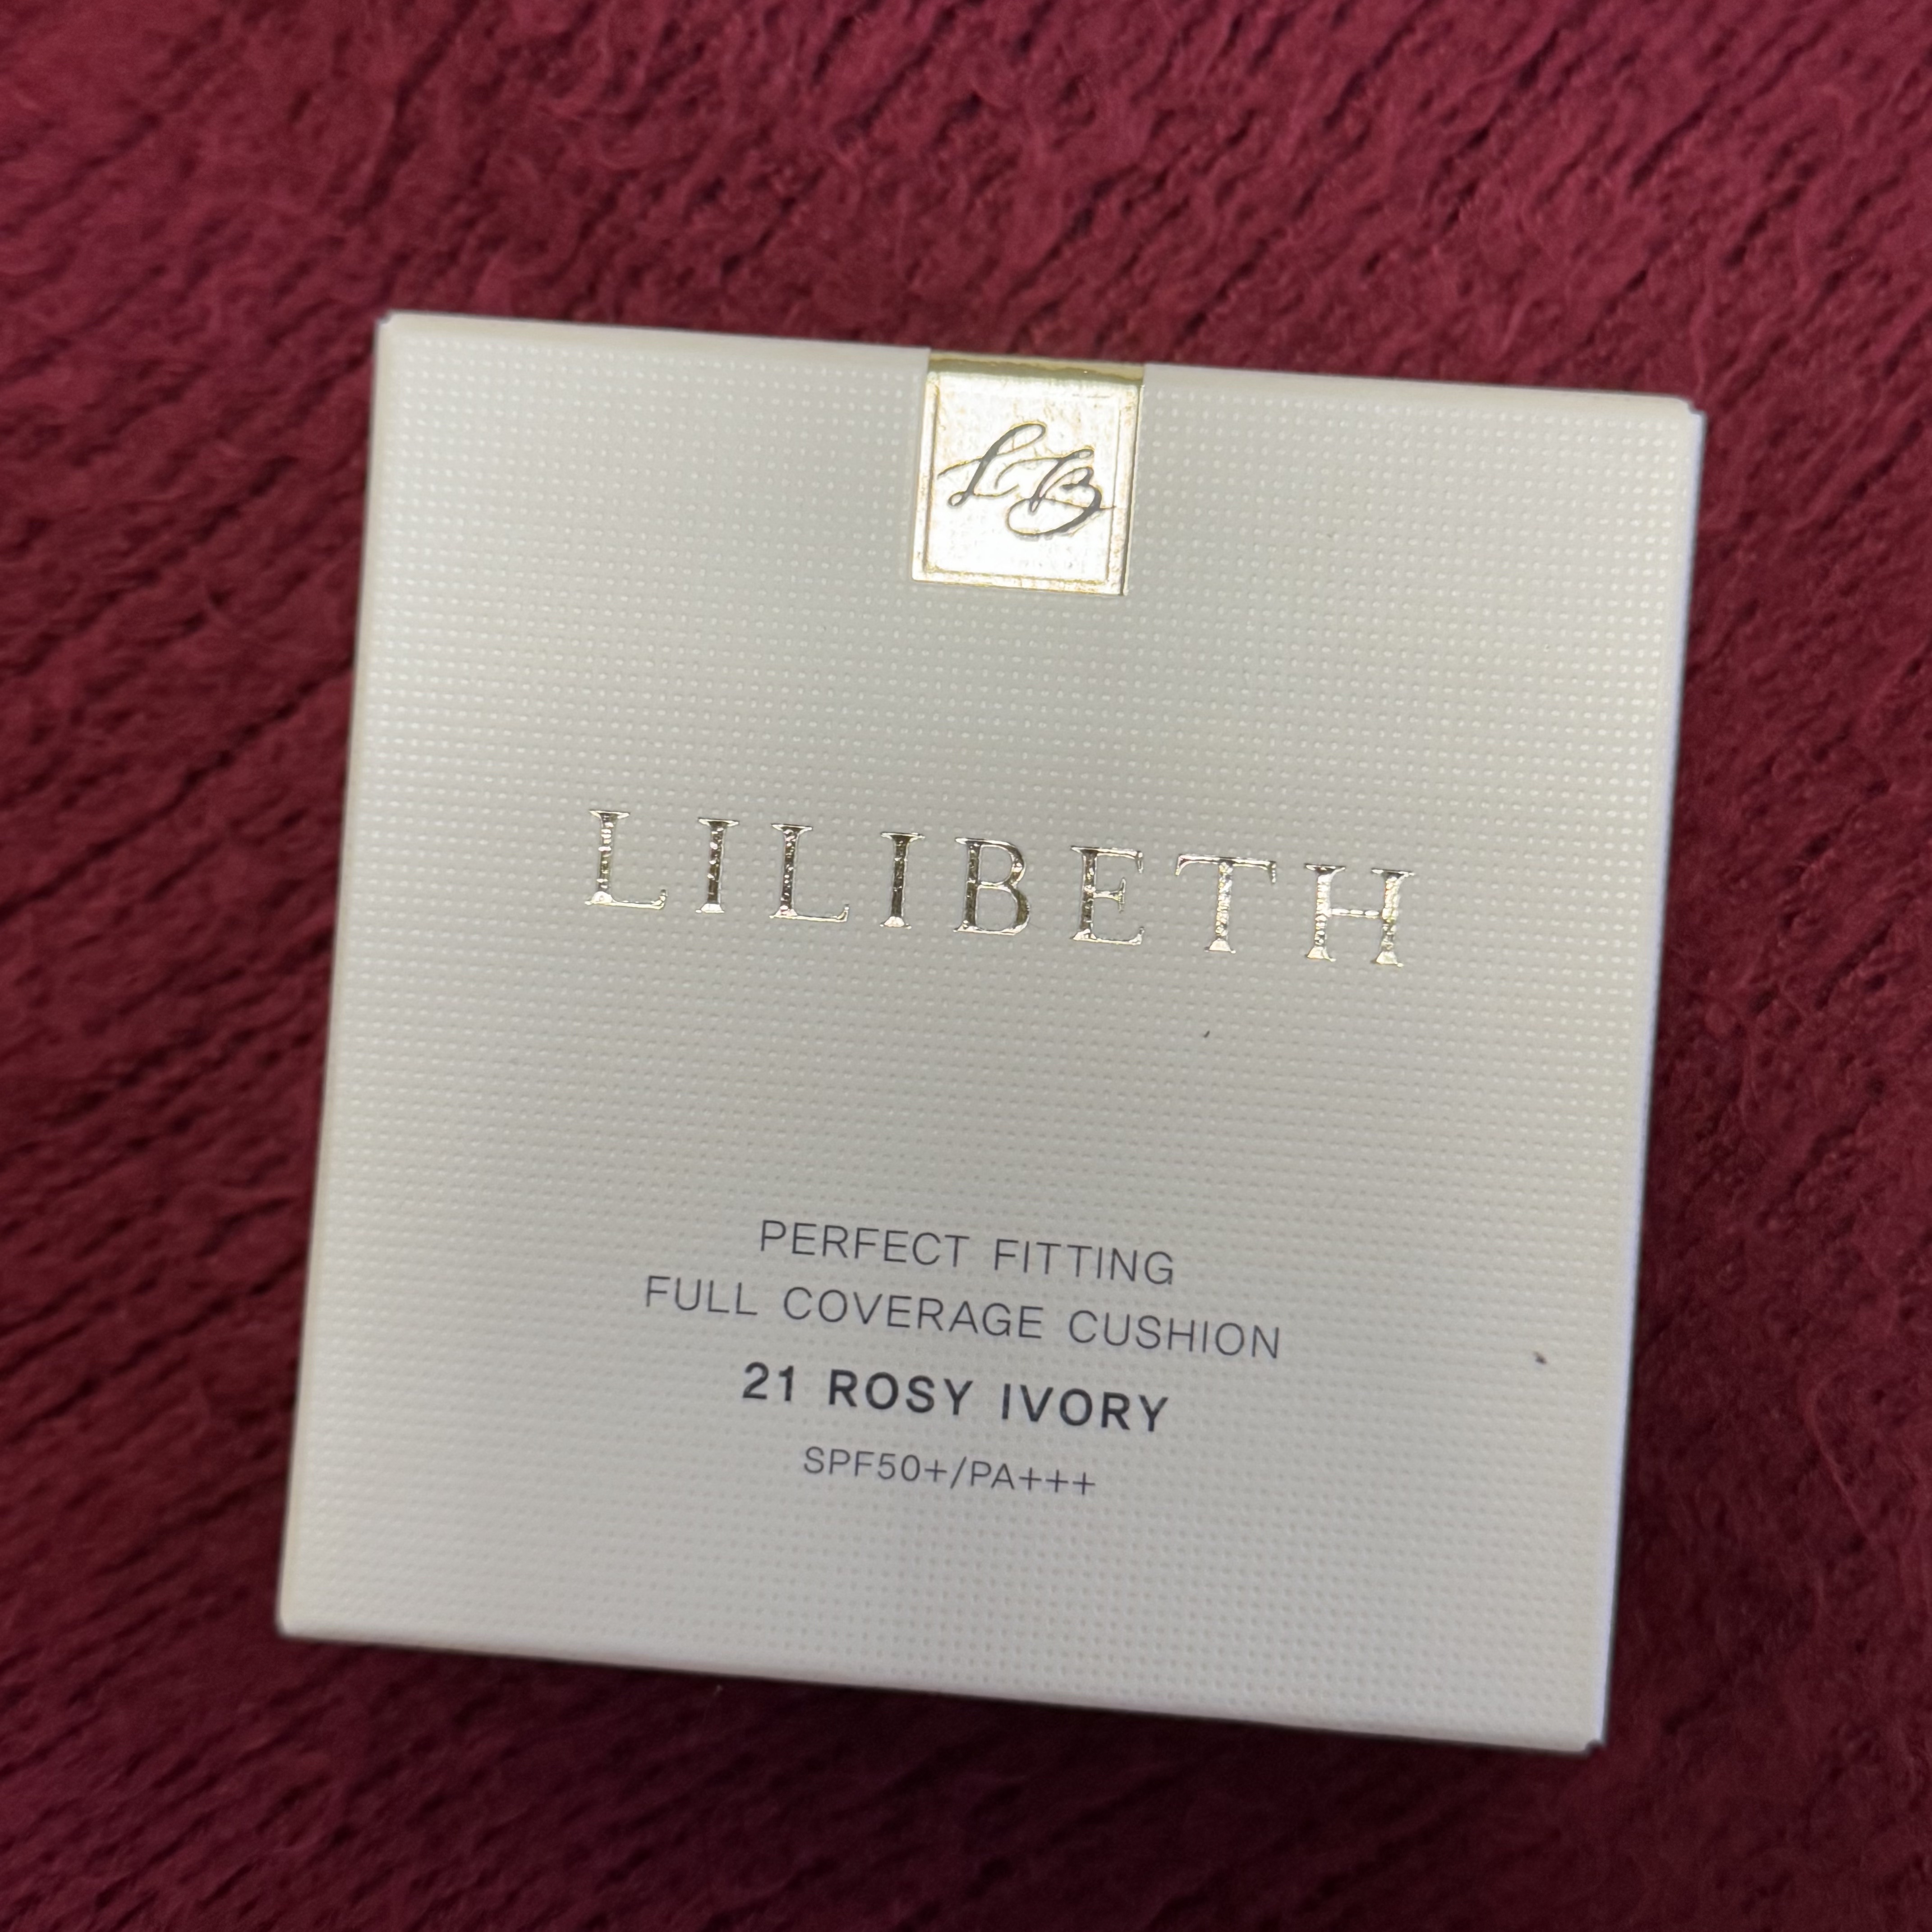 LB
LILIBETH
PERFECT FITTING
FULL COVERAGE CUSHION
21 ROSY IVORY
SPF50+/PA+++